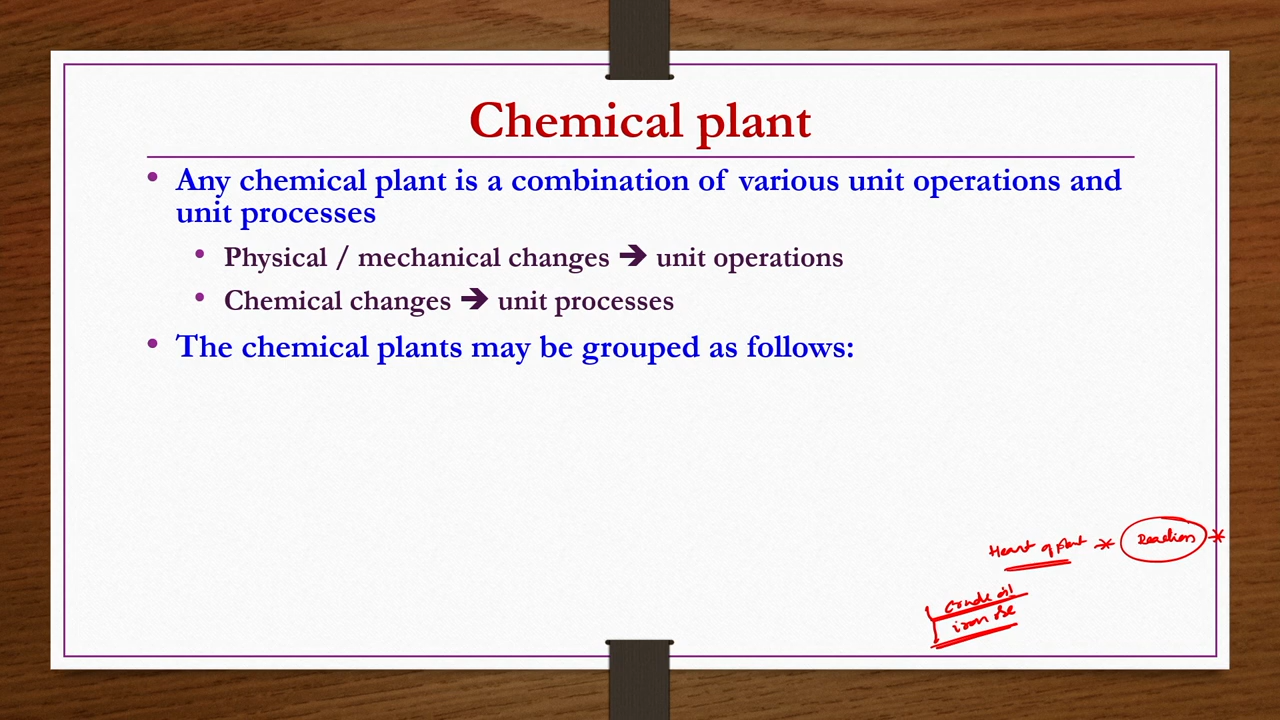 Chemical plant
• Any chemical plant is a combination of various unit operations and
unit processes
• Physical / mechanical changes ➔ unit operations
• Chemical changes ➔ unit processes
• The chemical plants may be grouped as follows:
Heart of plant * Reaction *
Crude oil
iron ore